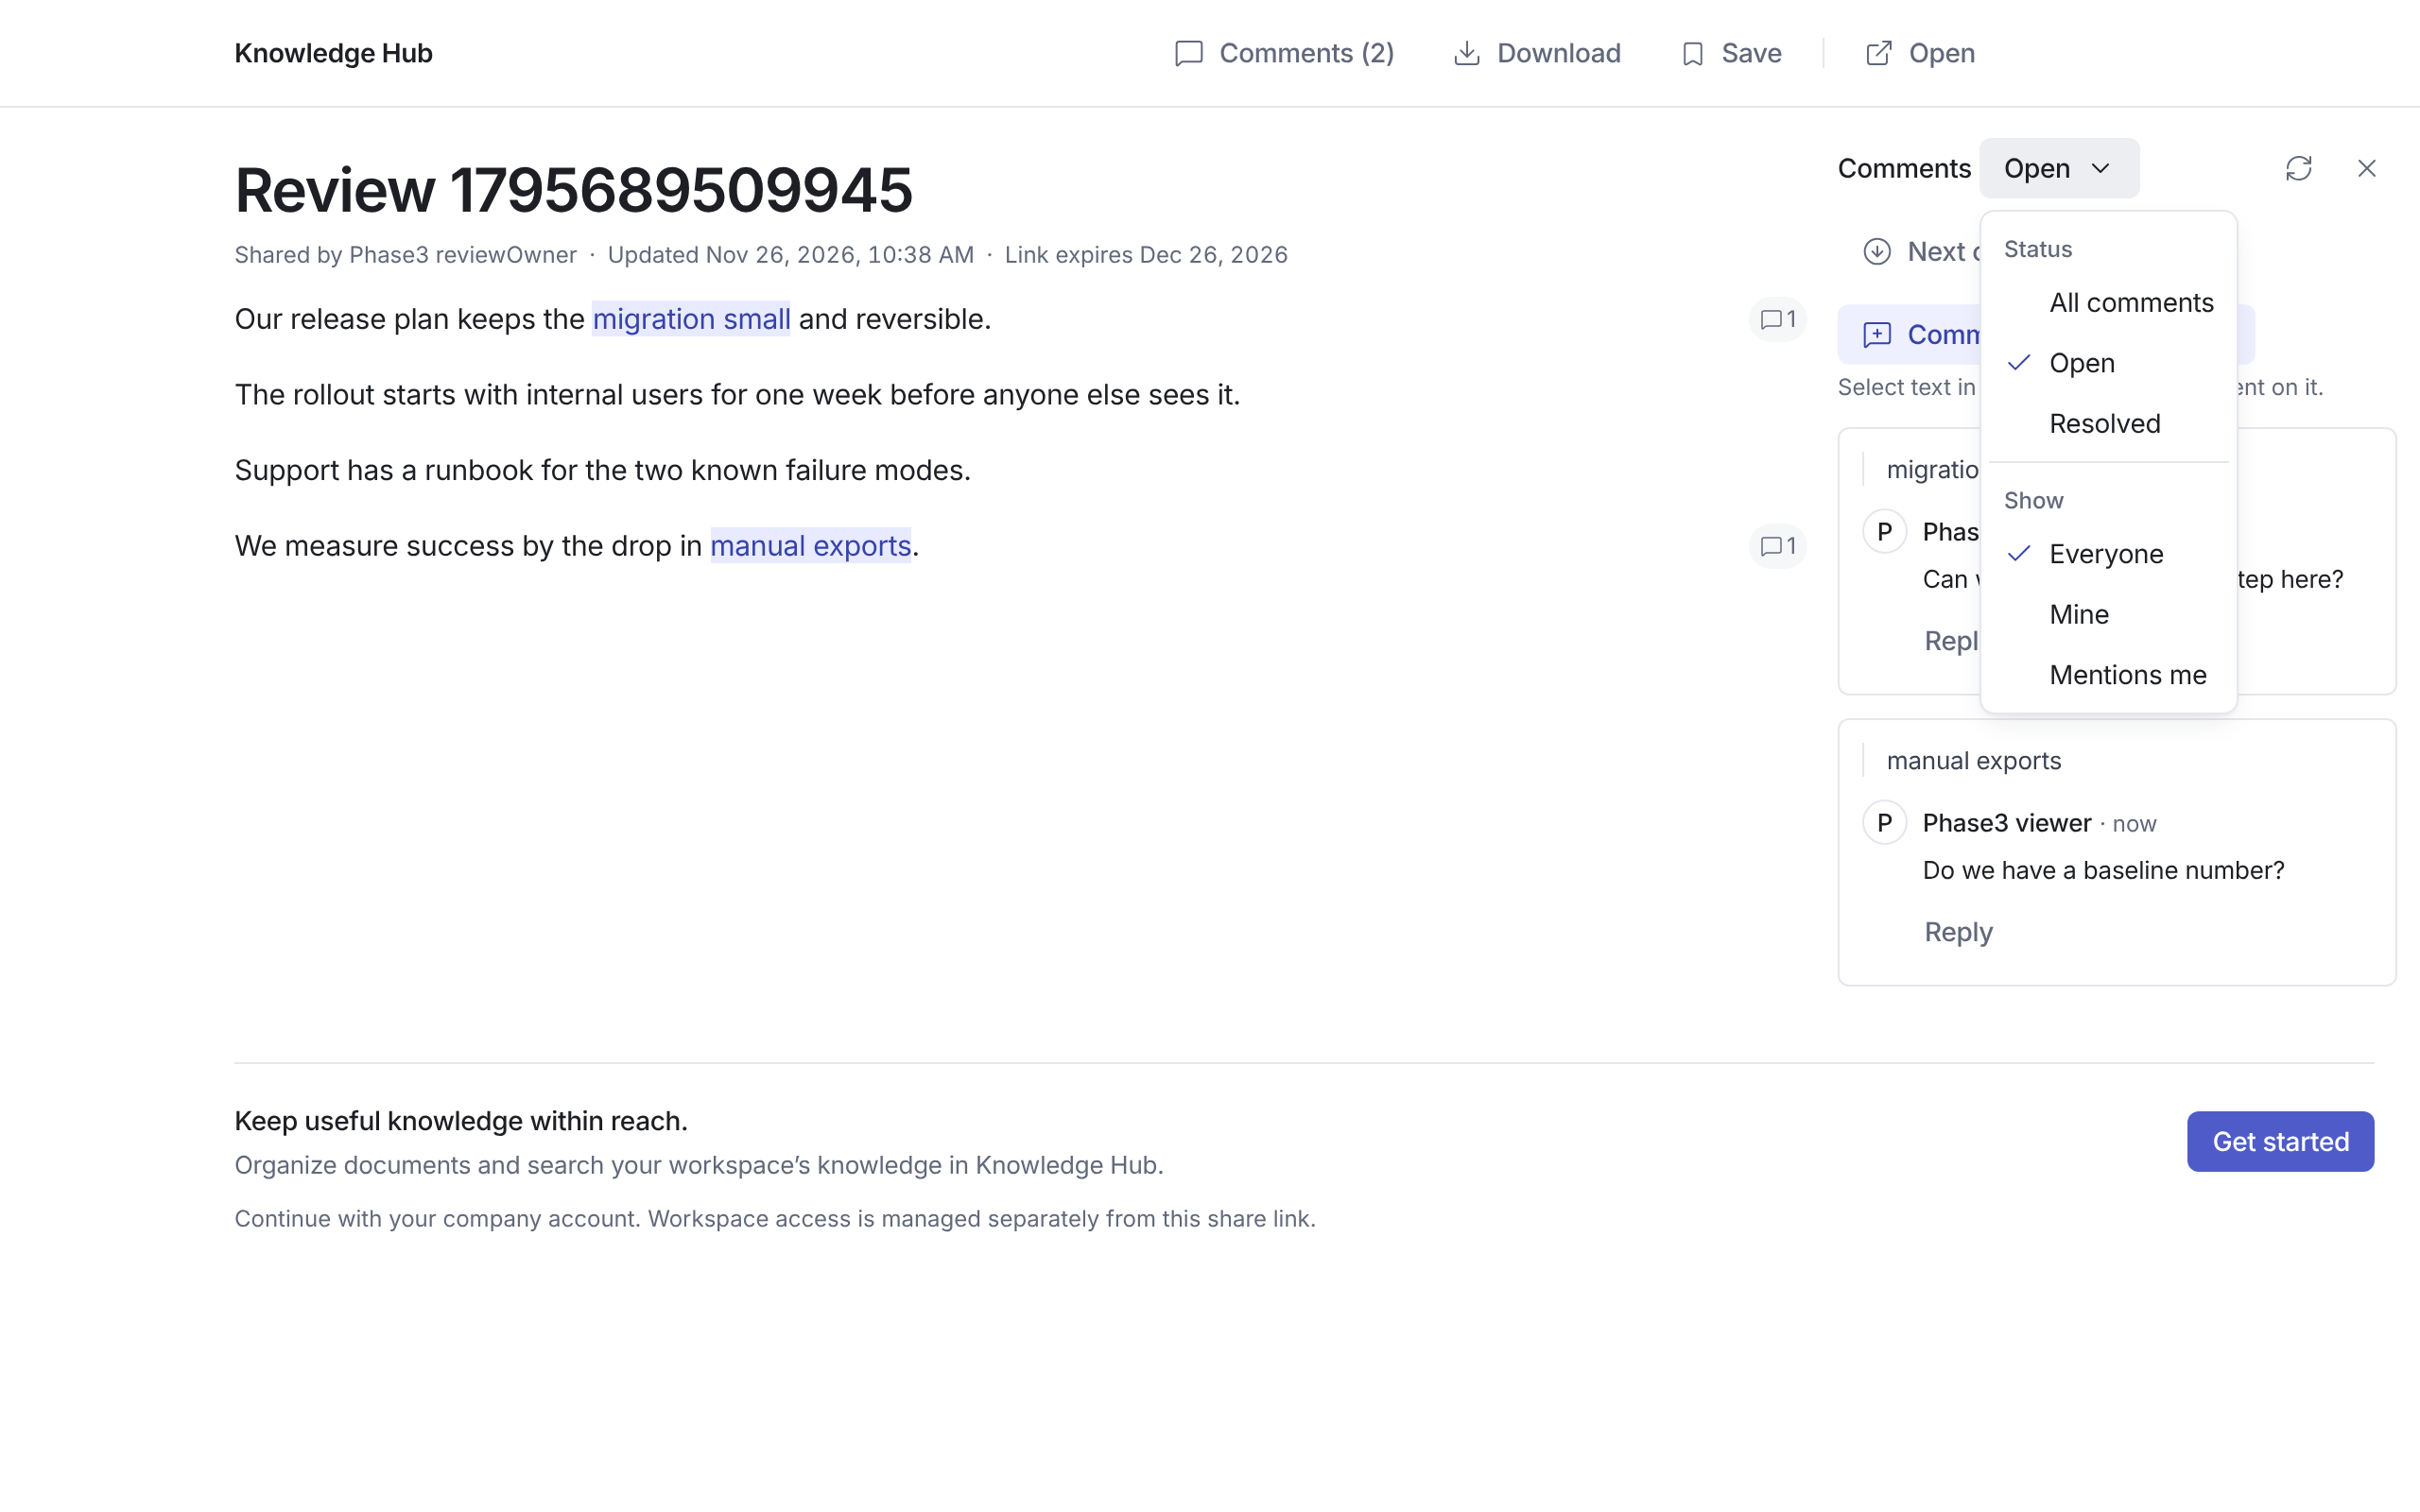 Knowledge Hub
Comments (2)
Download
Save
Open
Review 1795689509945
Shared by Phase3 reviewOwner · Updated Nov 26, 2026, 10:38 AM · Link expires Dec 26, 2026
Our release plan keeps the migration small and reversible.
1
The rollout starts with internal users for one week before anyone else sees it.
Support has a runbook for the two known failure modes.
We measure success by the drop in manual exports.
1
Comments
Open
Next
Status
All comments
Open
Resolved
Show
Everyone
Mine
Mentions me
Select text in
on it.
P
Can
here?
manual exports
P
Phase3 viewer · now
Do we have a baseline number?
Reply
Keep useful knowledge within reach.
Organize documents and search your workspace’s knowledge in Knowledge Hub.
Continue with your company account. Workspace access is managed separately from this share link.
Get started